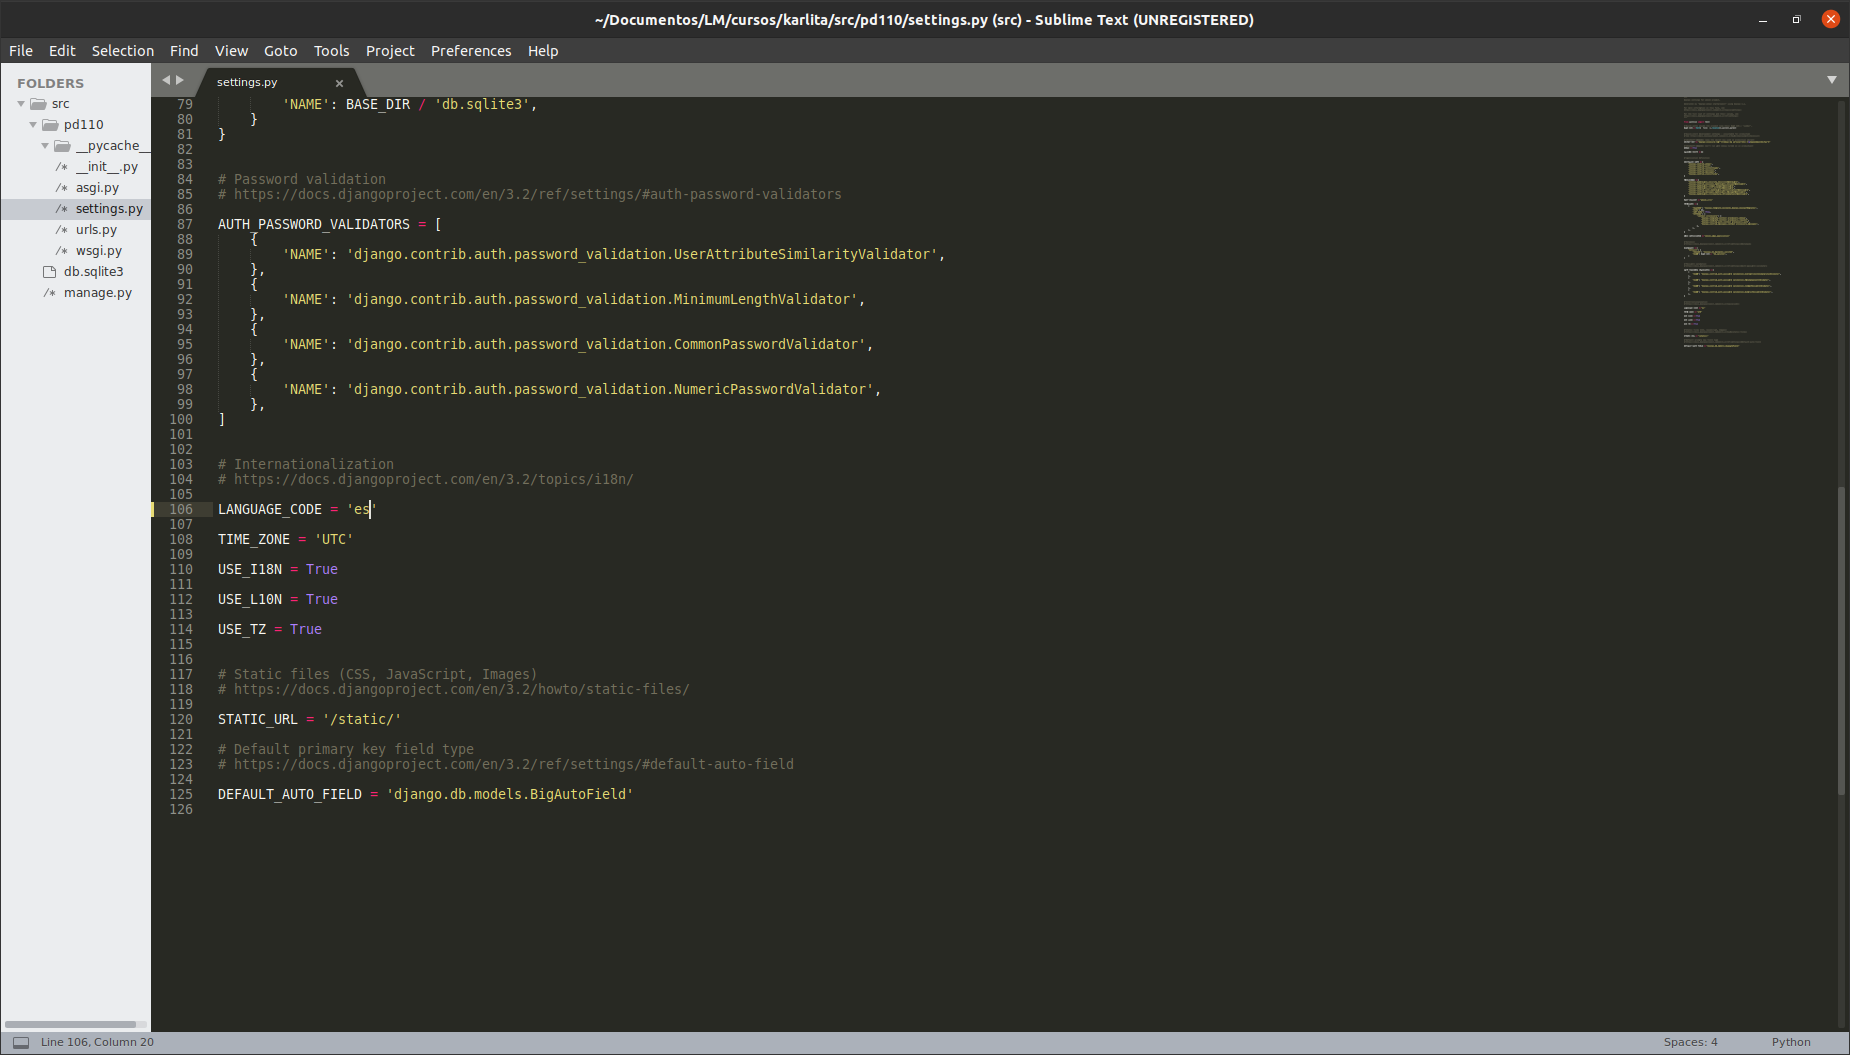 ~/Documentos/LM/cursos/karlita/src/pd110/settings.py (src) - Sublime Text (UNREGISTERED)
File Edit Selection Find View Goto Tools Project Preferences Help
FOLDERS
src
pd110
__pycache__
/* __init__.py
/* asgi.py
/* settings.py
/* urls.py
/* wsgi.py
db.sqlite3
/* manage.py
settings.py
79 'NAME': BASE_DIR / 'db.sqlite3',
80 }
81 }
82
83
84 # Password validation
85 # https://docs.djangoproject.com/en/3.2/ref/settings/#auth-password-validators
86
87 AUTH_PASSWORD_VALIDATORS = [
88 {
89 'NAME': 'django.contrib.auth.password_validation.UserAttributeSimilarityValidator',
90 },
91 {
92 'NAME': 'django.contrib.auth.password_validation.MinimumLengthValidator',
93 },
94 {
95 'NAME': 'django.contrib.auth.password_validation.CommonPasswordValidator',
96 },
97 {
98 'NAME': 'django.contrib.auth.password_validation.NumericPasswordValidator',
99 },
100 ]
101
102
103 # Internationalization
104 # https://docs.djangoproject.com/en/3.2/topics/i18n/
105
106 LANGUAGE_CODE = 'es'
107
108 TIME_ZONE = 'UTC'
109
110 USE_I18N = True
111
112 USE_L10N = True
113
114 USE_TZ = True
115
116
117 # Static files (CSS, JavaScript, Images)
118 # https://docs.djangoproject.com/en/3.2/howto/static-files/
119
120 STATIC_URL = '/static/'
121
122 # Default primary key field type
123 # https://docs.djangoproject.com/en/3.2/ref/settings/#default-auto-field
124
125 DEFAULT_AUTO_FIELD = 'django.db.models.BigAutoField'
126
Line 106, Column 20
Spaces: 4
Python